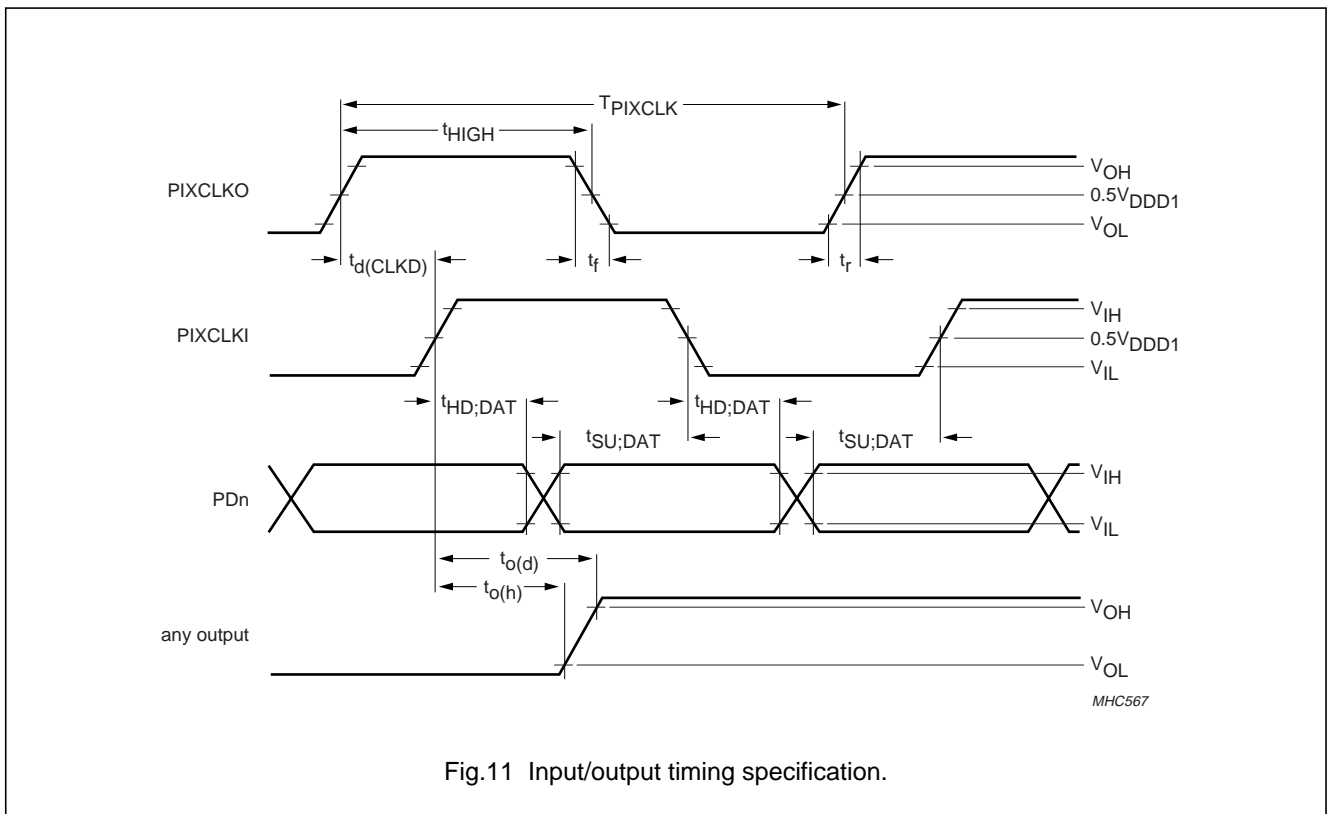 TPIXCLK
tHIGH
PIXCLKO
VOH
0.5VDDD1
VOL
td(CLKD)
tf
tr
PIXCLKI
VIH
0.5VDDD1
VIL
tHD;DAT
tHD;DAT
tSU;DAT
tSU;DAT
PDn
VIH
VIL
to(d)
to(h)
any output
VOH
VOL
MHC567
Fig.11 Input/output timing specification.